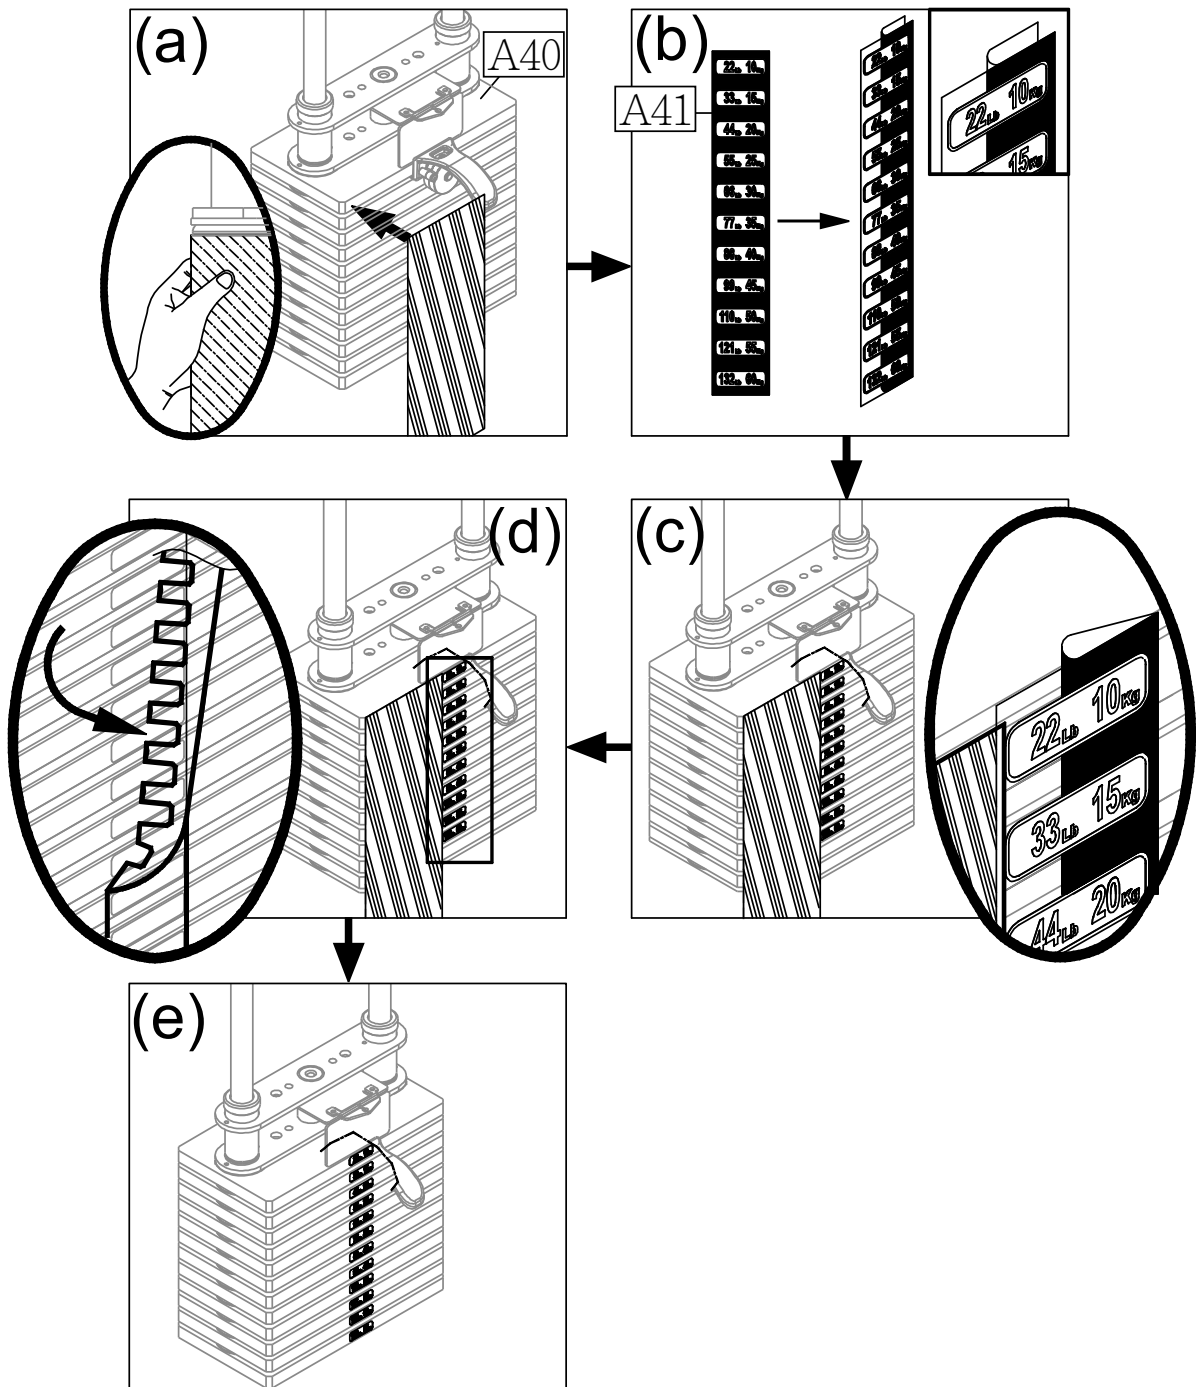 (a)
A40
(b)
A41
22Lb 10Kg
33Lb 15Kg
44Lb 20Kg
55Lb 25Kg
66Lb 30Kg
77Lb 35Kg
88Lb 40Kg
99Lb 45Kg
110Lb 50Kg
121Lb 55Kg
132Lb 60Kg
22Lb 10Kg
15Kg
(c)
22Lb 10Kg
33Lb 15Kg
44Lb 20Kg
(d)
(e)